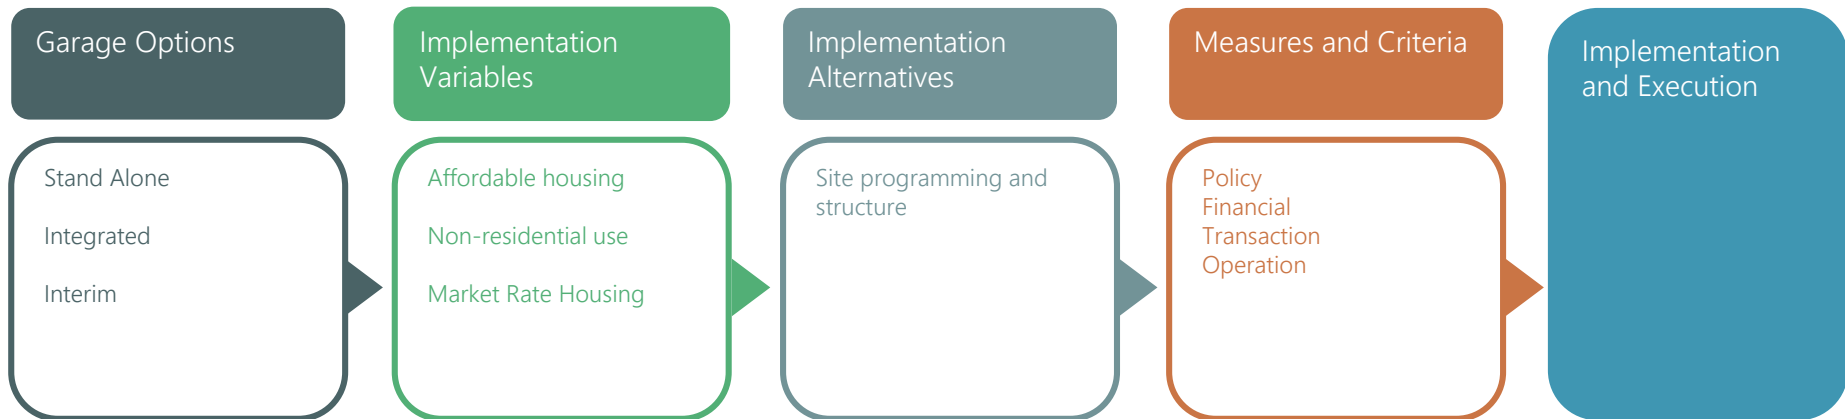 Garage Options
Stand Alone
Integrated
Interim
Implementation
Variables
Affordable housing
Non-residential use
Market Rate Housing
Implementation
Alternatives
Site programming and
structure
Measures and Criteria
Policy
Financial
Transaction
Operation
Implementation
and Execution